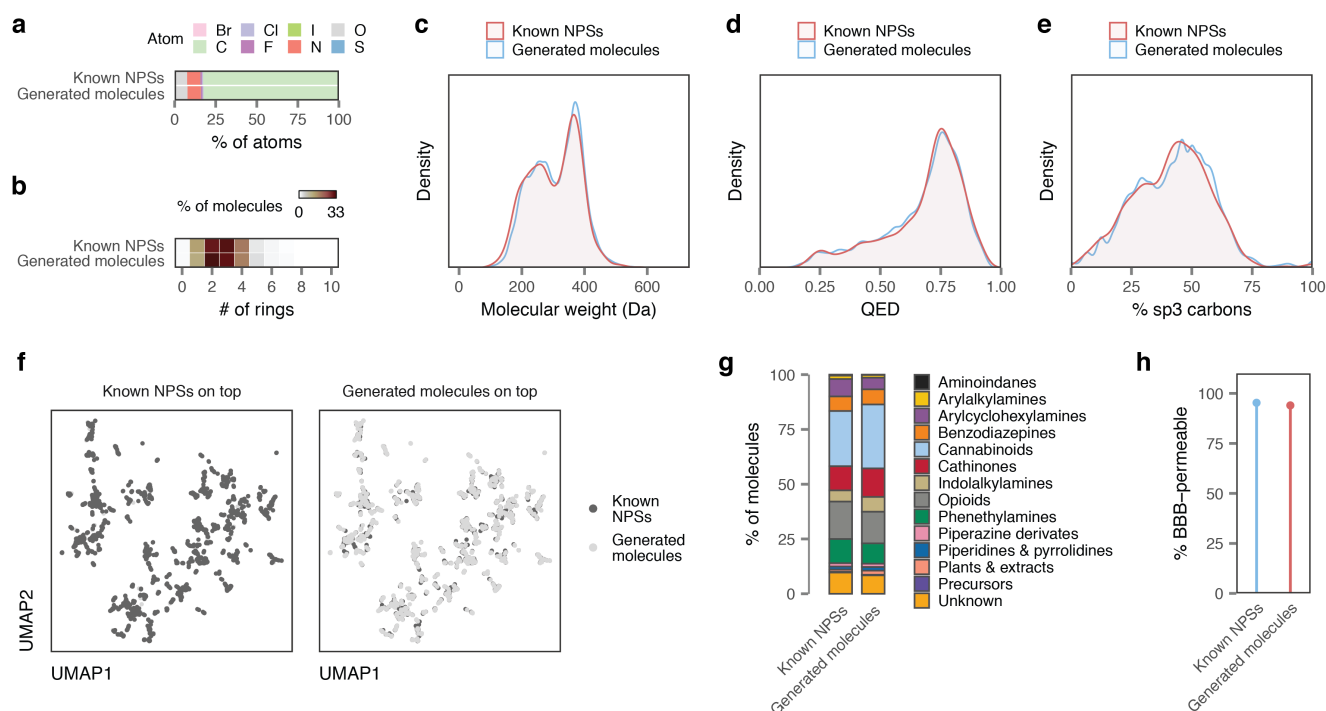 a
Atom
Br Cl I O
C F N S
Known NPSs
Generated molecules
0 25 50 75 100
% of atoms
b
% of molecules
0 33
Known NPSs
Generated molecules
0 2 4 6 8 10
# of rings
c
Known NPSs
Generated molecules
Density
0 200 400 600
Molecular weight (Da)
d
Known NPSs
Generated molecules
Density
0.00 0.25 0.50 0.75 1.00
QED
e
Known NPSs
Generated molecules
Density
0 25 50 75 100
% sp3 carbons
f
Known NPSs on top
Generated molecules on top
UMAP2
UMAP1
UMAP1
Known
NPSs
Generated
molecules
g
% of molecules
100
75
50
25
0
Known NPSs
Generated molecules
Aminoindanes
Arylalkylamines
Arylcyclohexylamines
Benzodiazepines
Cannabinoids
Cathinones
Indolalkylamines
Opioids
Phenethylamines
Piperazine derivates
Piperidines & pyrrolidines
Plants & extracts
Precursors
Unknown
h
% BBB–permeable
100
75
50
25
0
Known NPSs
Generated molecules